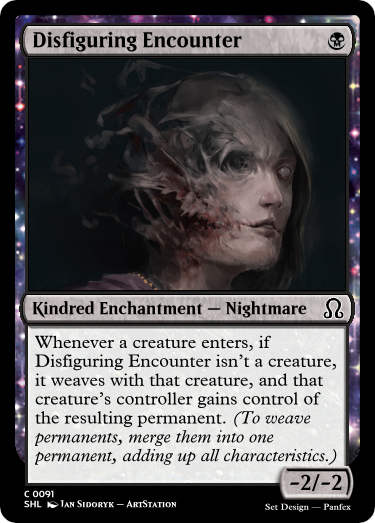 Disfiguring Encounter
Kindred Enchantment — Nightmare
Whenever a creature enters, if
Disfiguring Encounter isn't a creature,
it weaves with that creature, and that
creature's controller gains control of
the resulting permanent. (To weave
permanents, merge them into one
permanent, adding up all characteristics.)
-2/-2
C 0091
SHL Ian Sidoryk — ArtStation
Set Design — Panfex